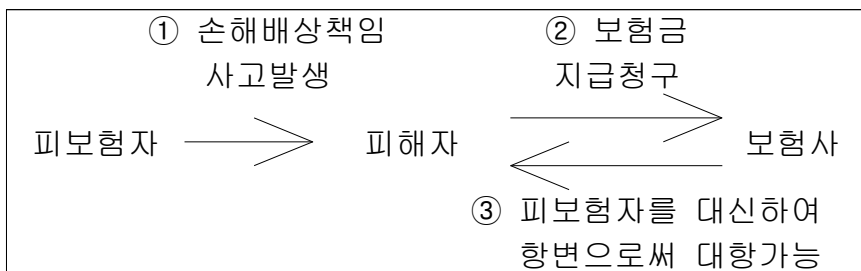 ① 손해배상책임 ② 보험금
사고발생 지급청구
피보험자 피해자 보험사
③ 피보험자를 대신하여
항변으로써 대항가능